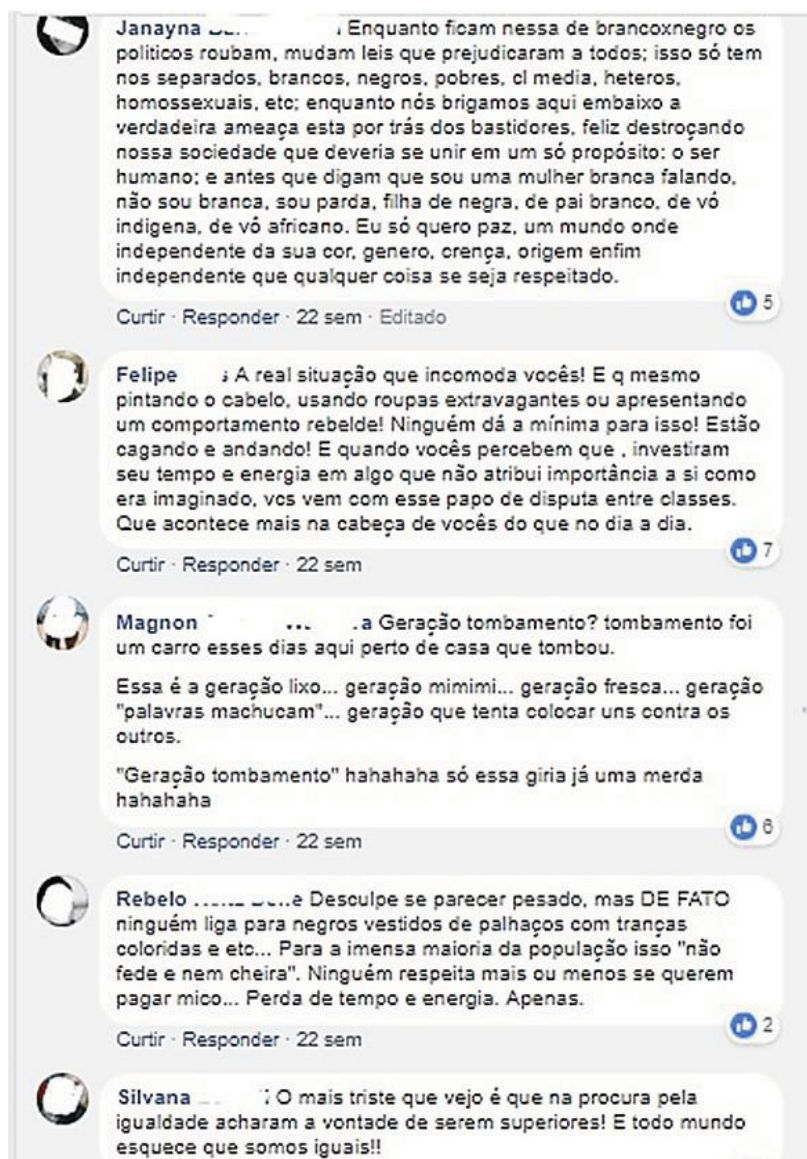 Janayna Enquanto ficam nessa de brancoxnegro os
politicos roubam, mudam leis que prejudicaram a todos; isso só tem
nos separados, brancos, negros, pobres, cl media, heteros,
homossexuais, etc; enquanto nós brigamos aqui embaixo a
verdadeira ameaça esta por trás dos bastidores, feliz destroçando
nossa sociedade que deveria se unir em um só propósito: o ser
humano; e antes que digam que sou uma mulher branca falando,
não sou branca, sou parda, filha de negra, de pai branco, de vó
indigena, de vô africano. Eu só quero paz, um mundo onde
independente da sua cor, genero, crença, origem enfim
independente que qualquer coisa se seja respeitado.
5
Curtir · Responder · 22 sem · Editado
Felipe s A real situação que incomoda vocês! E q mesmo
pintando o cabelo, usando roupas extravagantes ou apresentando
um comportamento rebelde! Ninguém dá a mínima para isso! Estão
cagando e andando! E quando vocês percebem que , investiram
seu tempo e energia em algo que não atribui importância a si como
era imaginado, vcs vem com esse papo de disputa entre classes.
Que acontece mais na cabeça de vocês do que no dia a dia.
7
Curtir · Responder · 22 sem
Magnon a Geração tombamento? tombamento foi
um carro esses dias aqui perto de casa que tombou.
Essa é a geração lixo... geração mimimi... geração fresca... geração
"palavras machucam"... geração que tenta colocar uns contra os
outros.
"Geração tombamento" hahahaha só essa giria já uma merda
hahahaha
6
Curtir · Responder · 22 sem
Rebelo Desculpe se parecer pesado, mas DE FATO
ninguém liga para negros vestidos de palhaços com tranças
coloridas e etc... Para a imensa maioria da população isso "não
fede e nem cheira". Ninguém respeita mais ou menos se querem
pagar mico... Perda de tempo e energia. Apenas.
2
Curtir · Responder · 22 sem
Silvana O mais triste que vejo é que na procura pela
igualdade acharam a vontade de serem superiores! E todo mundo
esquece que somos iguais!!